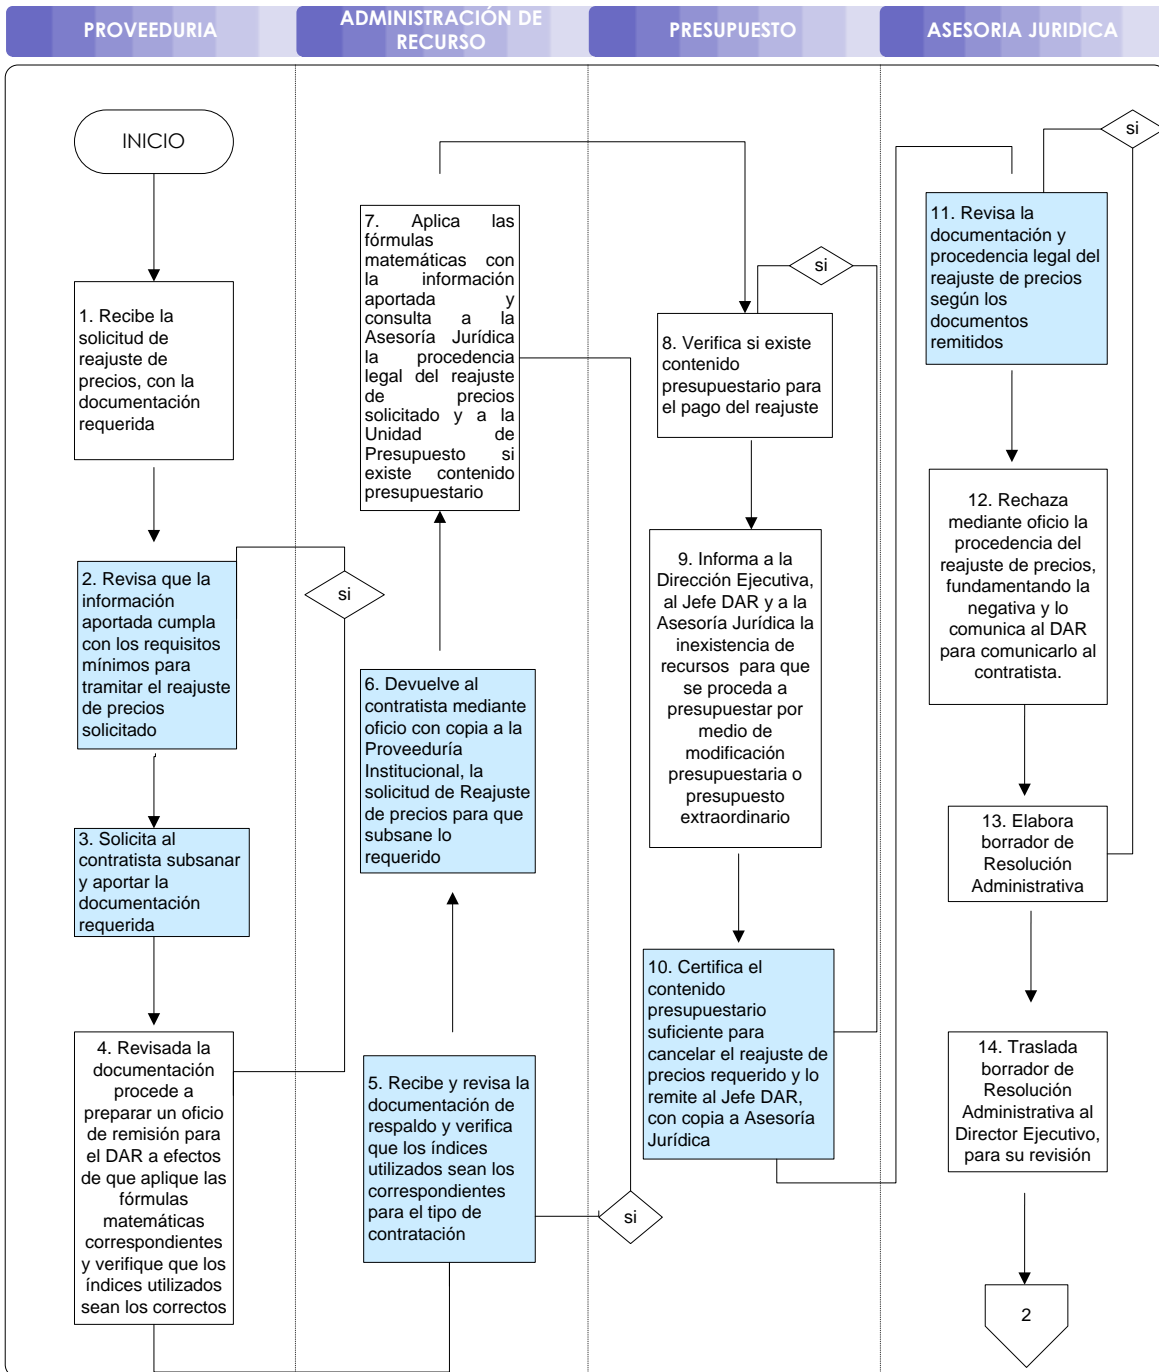 PROVEEDURIA
ADMINISTRACIÓN DE
RECURSO
PRESUPUESTO
ASESORIA JURIDICA
INICIO
1. Recibe la
solicitud de
reajuste de
precios, con la
documentación
requerida
2. Revisa que la
información
aportada cumpla
con los requisitos
mínimos para
tramitar el reajuste
de precios
solicitado
si
3. Solicita al
contratista subsanar
y aportar la
documentación
requerida
4. Revisada la
documentación
procede a
preparar un oficio
de remisión para
el DAR a efectos
de que aplique las
fórmulas
matemáticas
correspondientes
y verifique que los
índices utilizados
sean los correctos
7. Aplica las
fórmulas
matemáticas con
la información
aportada y
consulta a la
Asesoría Jurídica
la procedencia
legal del reajuste
de precios
solicitado y a la
Unidad de
Presupuesto si
existe contenido
presupuestario
6. Devuelve al
contratista mediante
oficio con copia a la
Proveeduría
Institucional, la
solicitud de Reajuste
de precios para que
subsane lo
requerido
5. Recibe y revisa la
documentación de
respaldo y verifica
que los índices
utilizados sean los
correspondientes
para el tipo de
contratación
si
si
8. Verifica si existe
contenido
presupuestario para
el pago del reajuste
9. Informa a la
Dirección Ejecutiva,
al Jefe DAR y a la
Asesoría Jurídica la
inexistencia de
recursos para que
se proceda a
presupuestar por
medio de
modificación
presupuestaria o
presupuesto
extraordinario
10. Certifica el
contenido
presupuestario
suficiente para
cancelar el reajuste de
precios requerido y lo
remite al Jefe DAR,
con copia a Asesoría
Jurídica
si
11. Revisa la
documentación y
procedencia legal del
reajuste de precios
según los
documentos
remitidos
12. Rechaza
mediante oficio la
procedencia del
reajuste de precios,
fundamentando la
negativa y lo
comunica al DAR
para comunicarlo al
contratista.
13. Elabora
borrador de
Resolución
Administrativa
14. Traslada
borrador de
Resolución
Administrativa al
Director Ejecutivo,
para su revisión
2